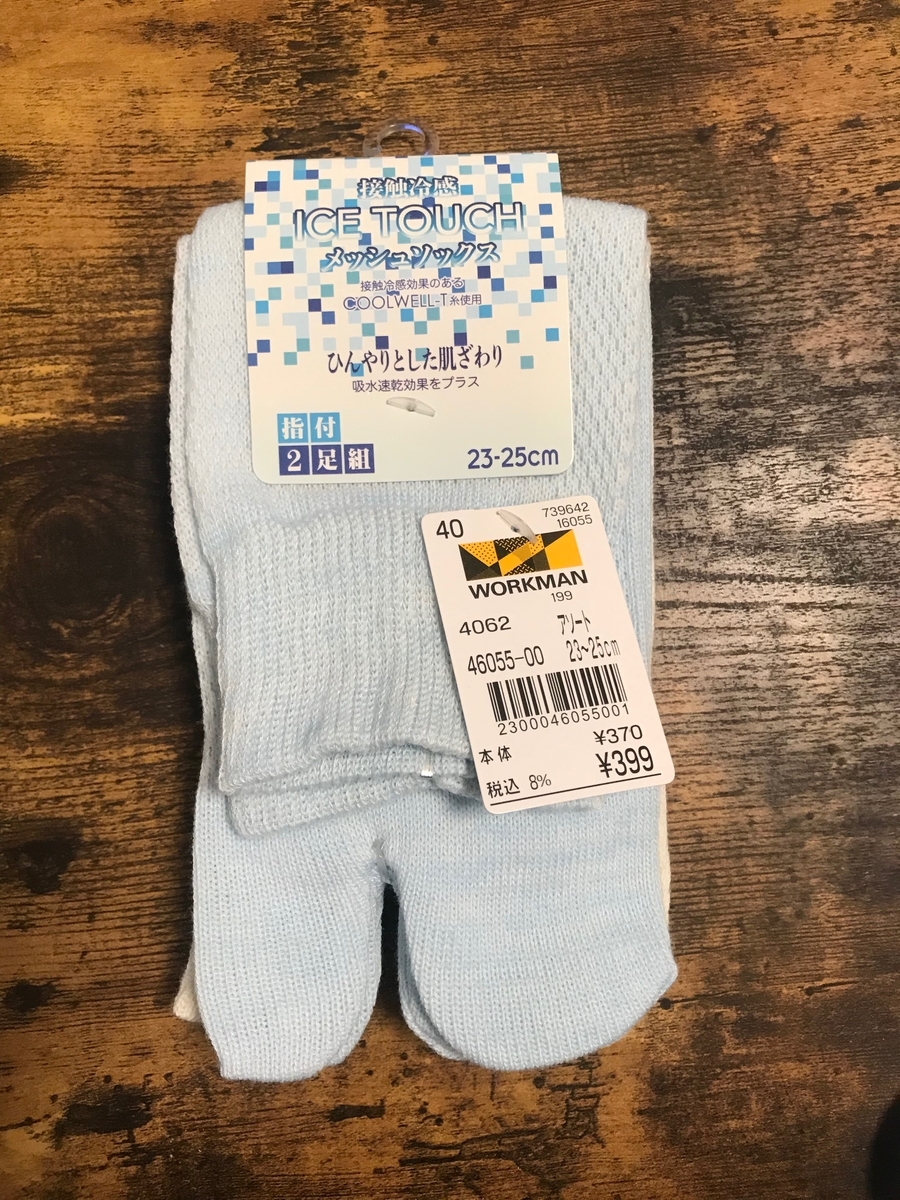 接触冷感
ICE TOUCH
メッシュソックス
接触冷感効果のある
COOLWELL-T糸使用
ひんやりとした肌ざわり
吸水速乾効果をプラス
指付
2足組
23-25cm
40
739642
16055
WORKMAN
199
4062 アソート
46055-00 23~25cm
2300046055001
本体 ¥370
税込 8% ¥399